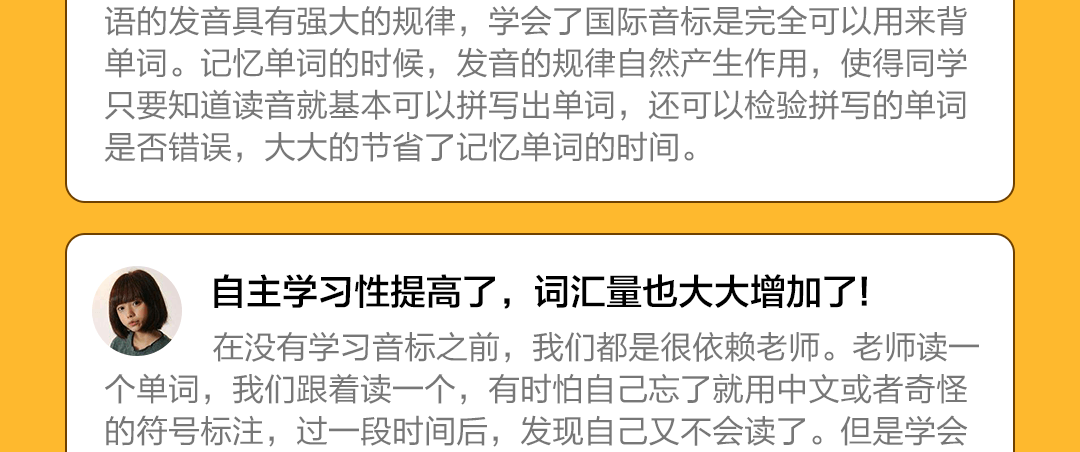 语的发音具有强大的规律，学会了国际音标是完全可以用来背
单词。记忆单词的时候，发音的规律自然产生作用，使得同学
只要知道读音就基本可以拼写出单词，还可以检验拼写的单词
是否错误，大大的节省了记忆单词的时间。
自主学习性提高了，词汇量也大大增加了!
在没有学习音标之前，我们都是很依赖老师。老师读一
个单词，我们跟着读一个，有时怕自己忘了就用中文或者奇怪
的符号标注，过一段时间后，发现自己又不会读了。但是学会